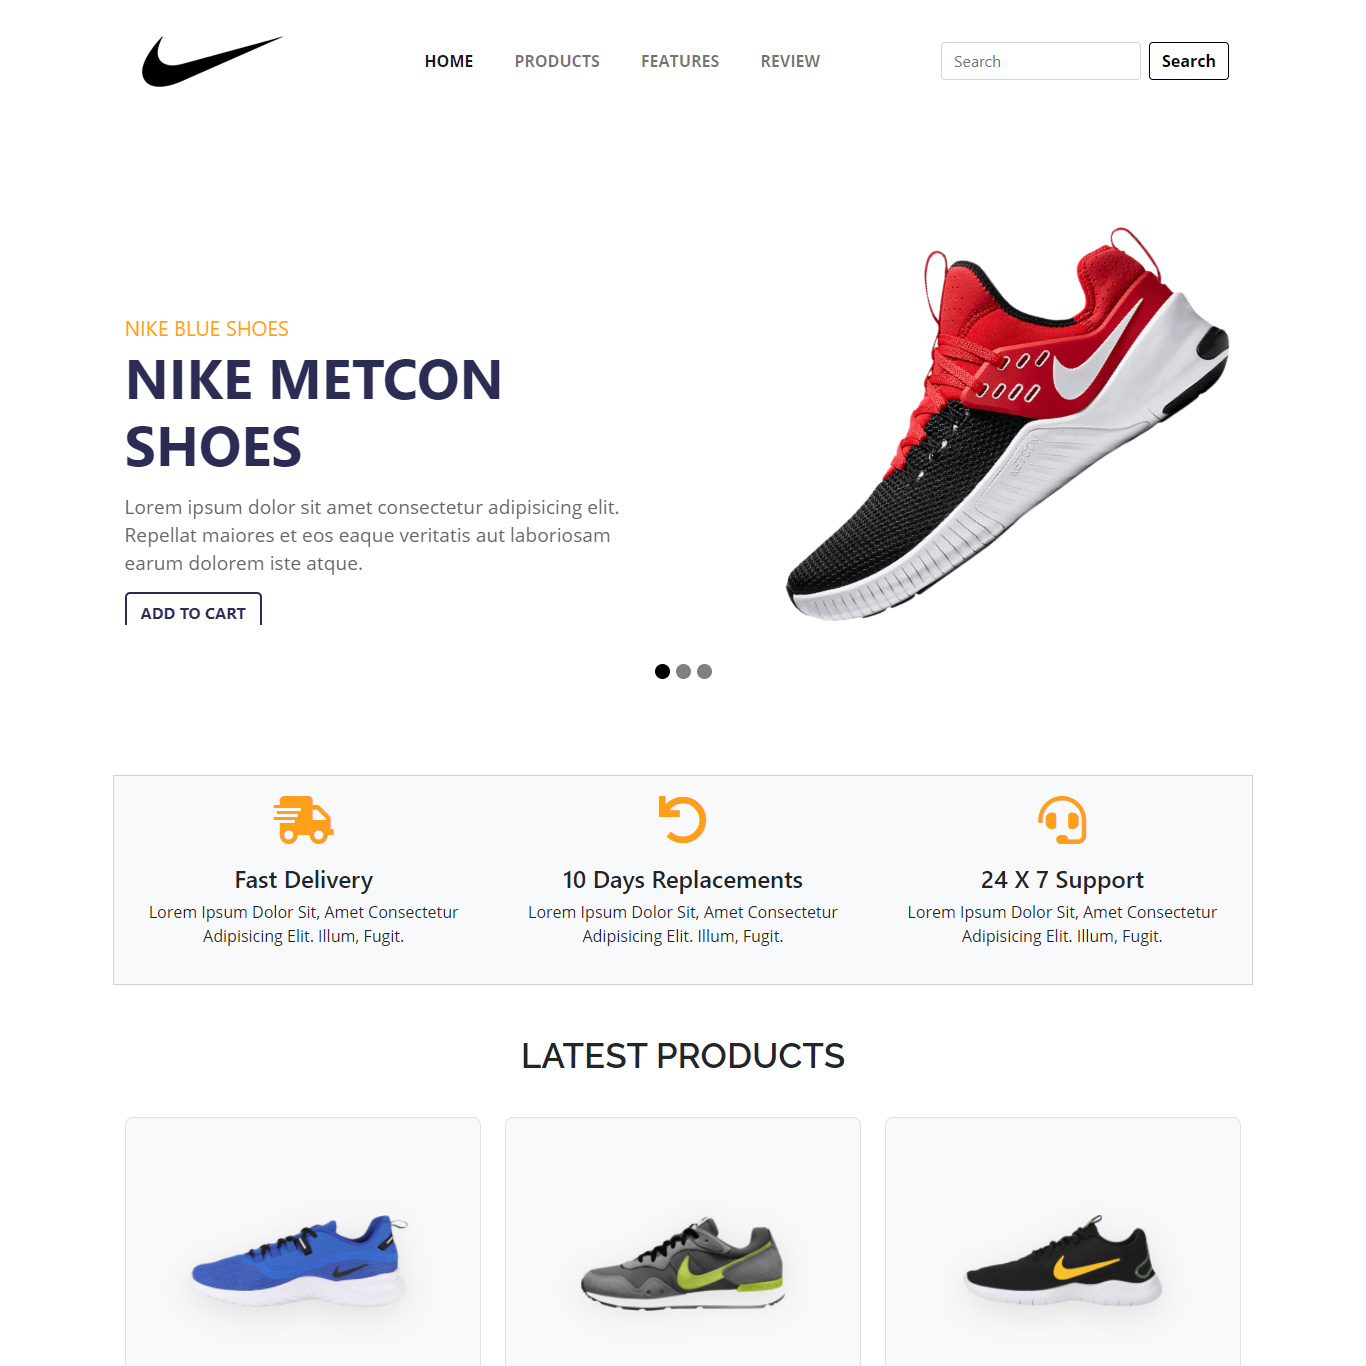 HOME PRODUCTS FEATURES REVIEW Search Search
NIKE BLUE SHOES
NIKE METCON
SHOES
Lorem ipsum dolor sit amet consectetur adipisicing elit.
Repellat maiores et eos eaque veritatis aut laboriosam
earum dolorem iste atque.
ADD TO CART
METCON
Fast Delivery
Lorem Ipsum Dolor Sit, Amet Consectetur
Adipisicing Elit. Illum, Fugit.
10 Days Replacements
Lorem Ipsum Dolor Sit, Amet Consectetur
Adipisicing Elit. Illum, Fugit.
24 X 7 Support
Lorem Ipsum Dolor Sit, Amet Consectetur
Adipisicing Elit. Illum, Fugit.
LATEST PRODUCTS